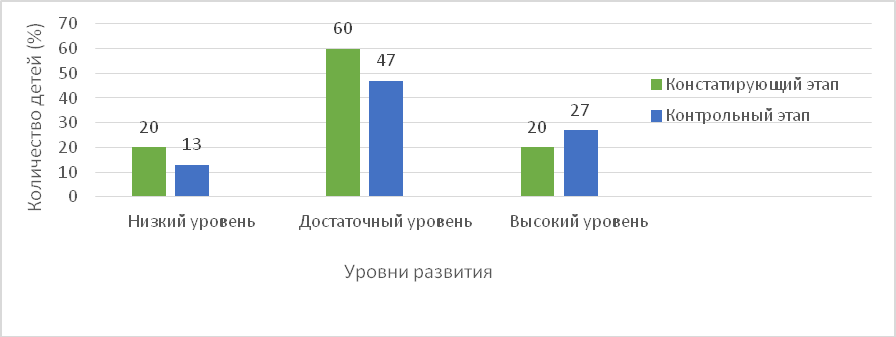 Количество детей (%)
70
60
50
40
30
20
10
0
20
13
60
47
20
27
Низкий уровень
Достаточный уровень
Высокий уровень
Уровни развития
Констатирующий этап
Контрольный этап